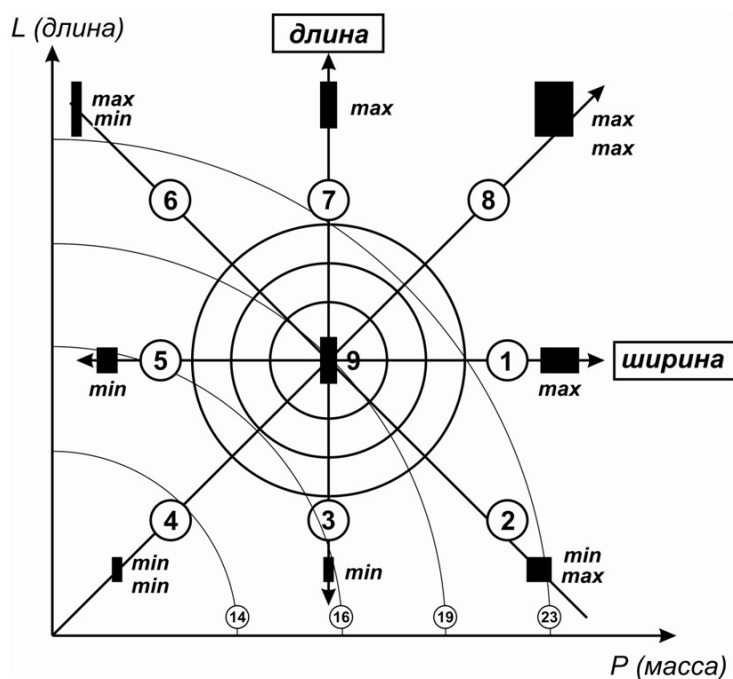 L (длина)
длина
max
min
max
max
max
6
7
8
5
9
1
ширина
min
max
4
3
2
min
min
min
min
max
14
16
19
23
P (масса)